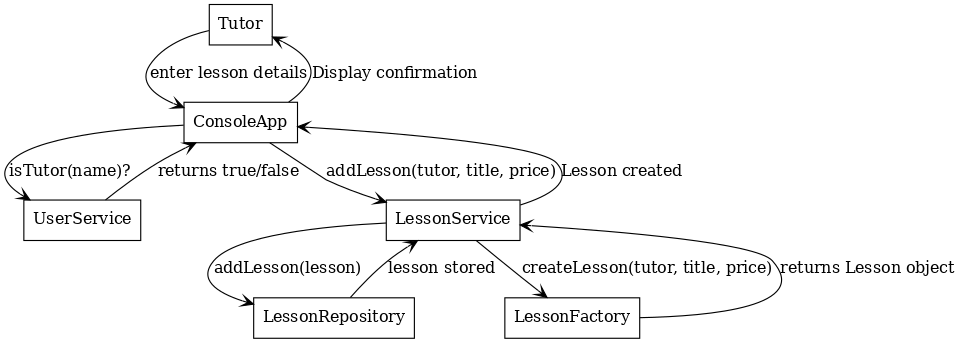 Tutor
enter lesson details
Display confirmation
ConsoleApp
isTutor(name)?
returns true/false
addLesson(tutor, title, price)
Lesson created
UserService
LessonService
addLesson(lesson)
lesson stored
createLesson(tutor, title, price)
returns Lesson object
LessonRepository
LessonFactory